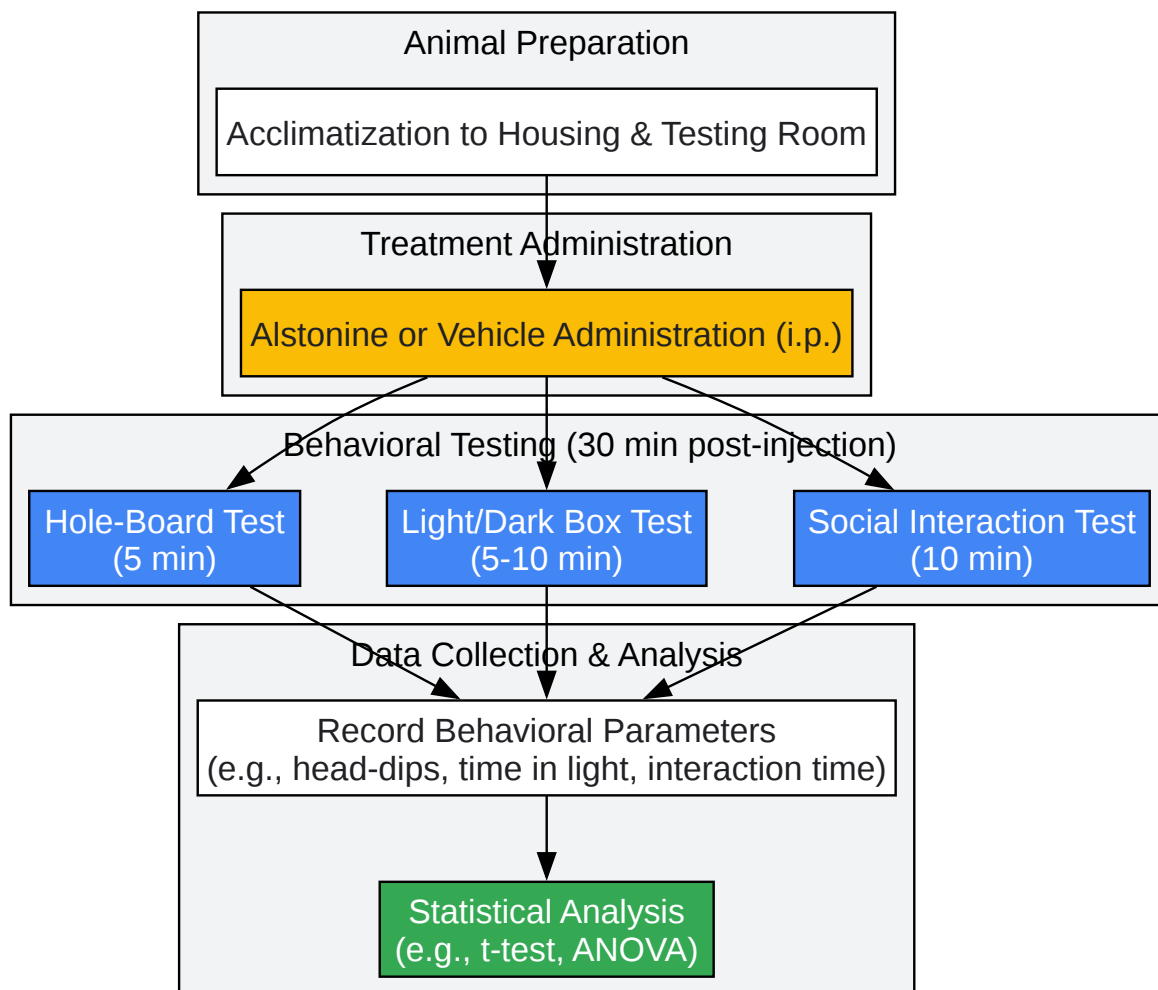 Animal Preparation
Acclimatization to Housing & Testing Room
Treatment Administration
Alstonine or Vehicle Administration (i.p.)
Behavioral Testing (30 min post-injection)
Hole-Board Test
(5 min)
Light/Dark Box Test
(5-10 min)
Social Interaction Test
(10 min)
Data Collection & Analysis
Record Behavioral Parameters
(e.g., head-dips, time in light, interaction time)
Statistical Analysis
(e.g., t-test, ANOVA)